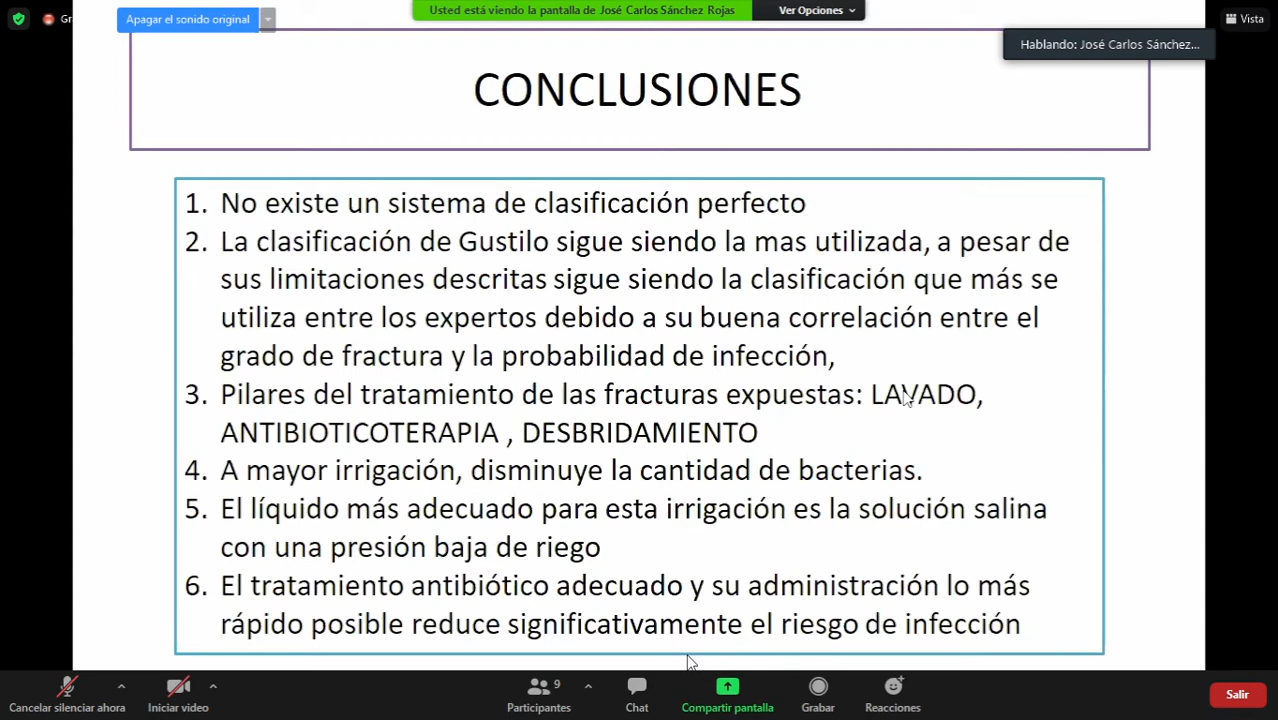 Gr
Apagar el sonido original
Usted está viendo la pantalla de José Carlos Sánchez Rojas
Ver Opciones
Vista
Hablando: José Carlos Sánchez...
CONCLUSIONES
1. No existe un sistema de clasificación perfecto
2. La clasificación de Gustilo sigue siendo la mas utilizada, a pesar de
sus limitaciones descritas sigue siendo la clasificación que más se
utiliza entre los expertos debido a su buena correlación entre el
grado de fractura y la probabilidad de infección,
3. Pilares del tratamiento de las fracturas expuestas: LAVADO,
ANTIBIOTICOTERAPIA , DESBRIDAMIENTO
4. A mayor irrigación, disminuye la cantidad de bacterias.
5. El líquido más adecuado para esta irrigación es la solución salina
con una presión baja de riego
6. El tratamiento antibiótico adecuado y su administración lo más
rápido posible reduce significativamente el riesgo de infección
9
Cancelar silenciar ahora
Iniciar video
Participantes
Chat
Compartir pantalla
Grabar
Reacciones
Salir